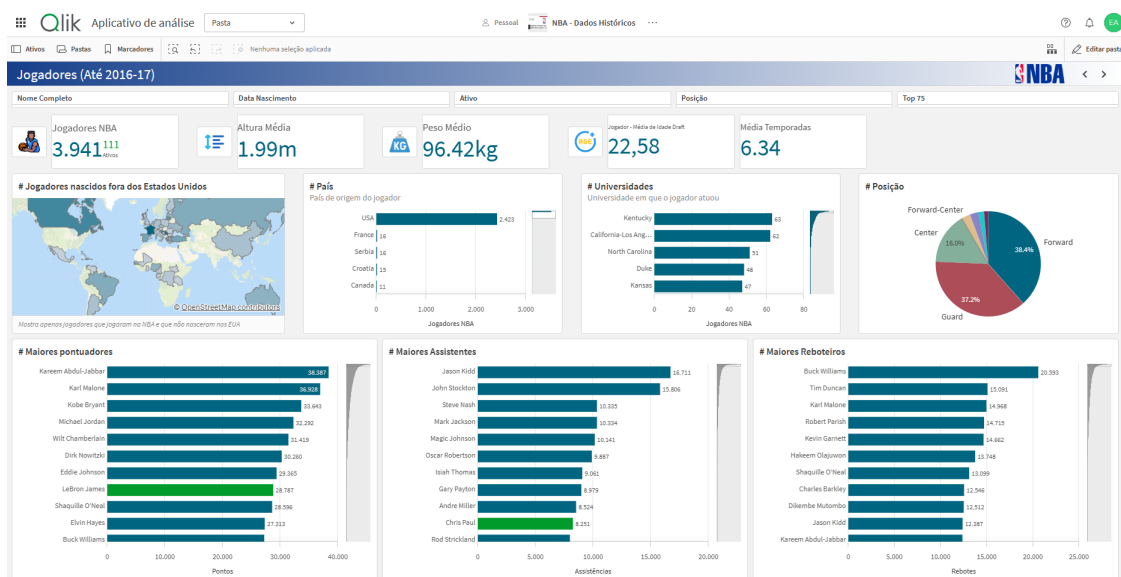 Qlik Aplicativo de análise Pasta Pessoal NBA - Dados Históricos ··· EA
Ativos Pastas Marcadores Nenhuma seleção aplicada Editar pasta
Jogadores (Até 2016-17) NBA
Nome Completo Data Nascimento Ativo Posição Top 75
Jogadores NBA
3.941 111
Ativos
Altura Média
1.99m
KG
Peso Médio
96.42kg
AGE
Jogador - Média de Idade Draft
22,58
Média Temporadas
6.34
# Jogadores nascidos fora dos Estados Unidos
© OpenStreetMap contributors
Mostra apenas jogadores que jogaram na NBA e que não nasceram nos EUA
# País
País de origem do jogador
USA 2.423
France 16
Serbia 16
Croatia 15
Canada 11
0 1.000 2.000 3.000
Jogadores NBA
# Universidades
Universidade em que o jogador atuou
Kentucky 63
California-Los Ang... 62
North Carolina 51
Duke 48
Kansas 47
0 20 40 60 80
Jogadores NBA
# Posição
Forward-Center
Center 16.0%
38.4% Forward
37.2%
Guard
# Maiores pontuadores
Kareem Abdul-Jabbar 38.387
Karl Malone 36.928
Kobe Bryant 33.643
Michael Jordan 32.292
Wilt Chamberlain 31.419
Dirk Nowitzki 30.260
Eddie Johnson 29.365
LeBron James 28.787
Shaquille O'Neal 28.596
Elvin Hayes 27.313
Buck Williams
0 10.000 20.000 30.000 40.000
Pontos
# Maiores Assistentes
Jason Kidd 16.711
John Stockton 15.806
Steve Nash 10.335
Mark Jackson 10.334
Magic Johnson 10.141
Oscar Robertson 9.887
Isiah Thomas 9.061
Gary Payton 8.979
Andre Miller 8.524
Chris Paul 8.251
Rod Strickland
0 5.000 10.000 15.000 20.000
Assistências
# Maiores Reboteiros
Buck Williams 20.593
Tim Duncan 15.091
Karl Malone 14.968
Robert Parish 14.715
Kevin Garnett 14.662
Hakeem Olajuwon 13.748
Shaquille O'Neal 13.099
Charles Barkley 12.546
Dikembe Mutombo 12.512
Jason Kidd 12.387
Kareem Abdul-Jabbar
0 5.000 10.000 15.000 20.000 25.000
Rebotes